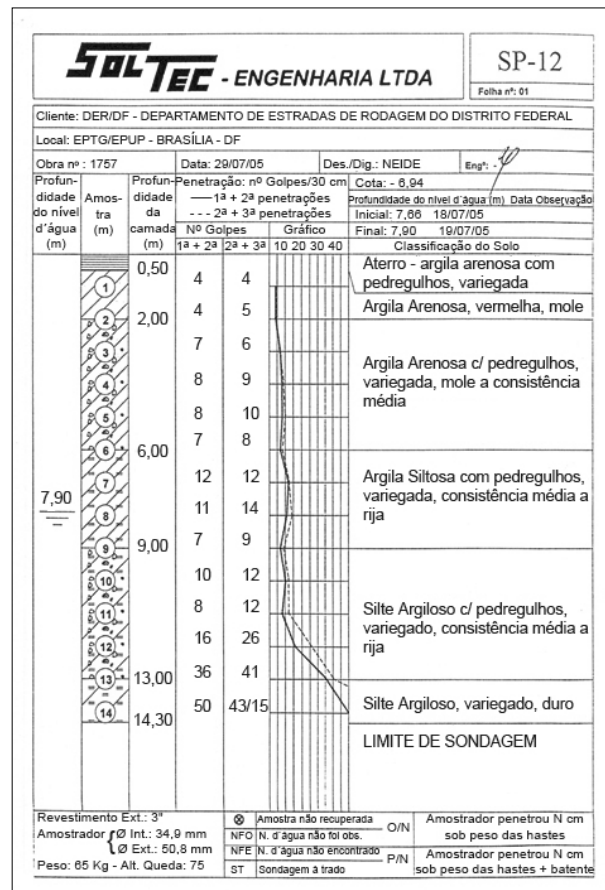 SOLTEC - ENGENHARIA LTDA
SP-12
Folha nº: 01
Cliente: DER/DF - DEPARTAMENTO DE ESTRADAS DE RODAGEM DO DISTRITO FEDERAL
Local: EPTG/EPUP - BRASÍLIA - DF
Obra nº : 1757 Data: 29/07/05 Des./Dig.: NEIDE Engº: -
Profundidade do nível d'água (m)
Amostra (m)
Profundidade da camada (m)
Penetração: nº Golpes/30 cm
1ª + 2ª penetrações
2ª + 3ª penetrações
Nº Golpes Gráfico
1ª + 2ª 2ª + 3ª 10 20 30 40
Cota: - 6,94
Profundidade do nível d'água (m) Data Observação
Inicial: 7,66 18/07/05
Final: 7,90 19/07/05
Classificação do Solo
0,50
Aterro - argila arenosa com
pedregulhos, variegada
1 4 4
Argila Arenosa, vermelha, mole
2 2,00 4 5
3 7 6
Argila Arenosa c/ pedregulhos,
variegada, mole a consistência
média
4 8 9
5 8 10
6 6,00 7 8
7 12 12
Argila Siltosa com pedregulhos,
variegada, consistência média a
rija
7,90
8 11 14
9 9,00 7 9
10 10 12
11 8 12
Silte Argiloso c/ pedregulhos,
variegado, consistência média a
rija
12 16 26
13 13,00 36 41
14 14,30 50 43/15
Silte Argiloso, variegado, duro
LIMITE DE SONDAGEM
Revestimento Ext.: 3"
Amostrador { Ø Int.: 34,9 mm
Ø Ext.: 50,8 mm
Peso: 65 Kg - Alt. Queda: 75
⊗ Amostra não recuperada
NFO N. d'água não foi obs.
NFE N. d'água não encontrado
ST Sondagem à trado
O/N Amostrador penetrou N cm
sob peso das hastes
P/N Amostrador penetrou N cm
sob peso das hastes + batente